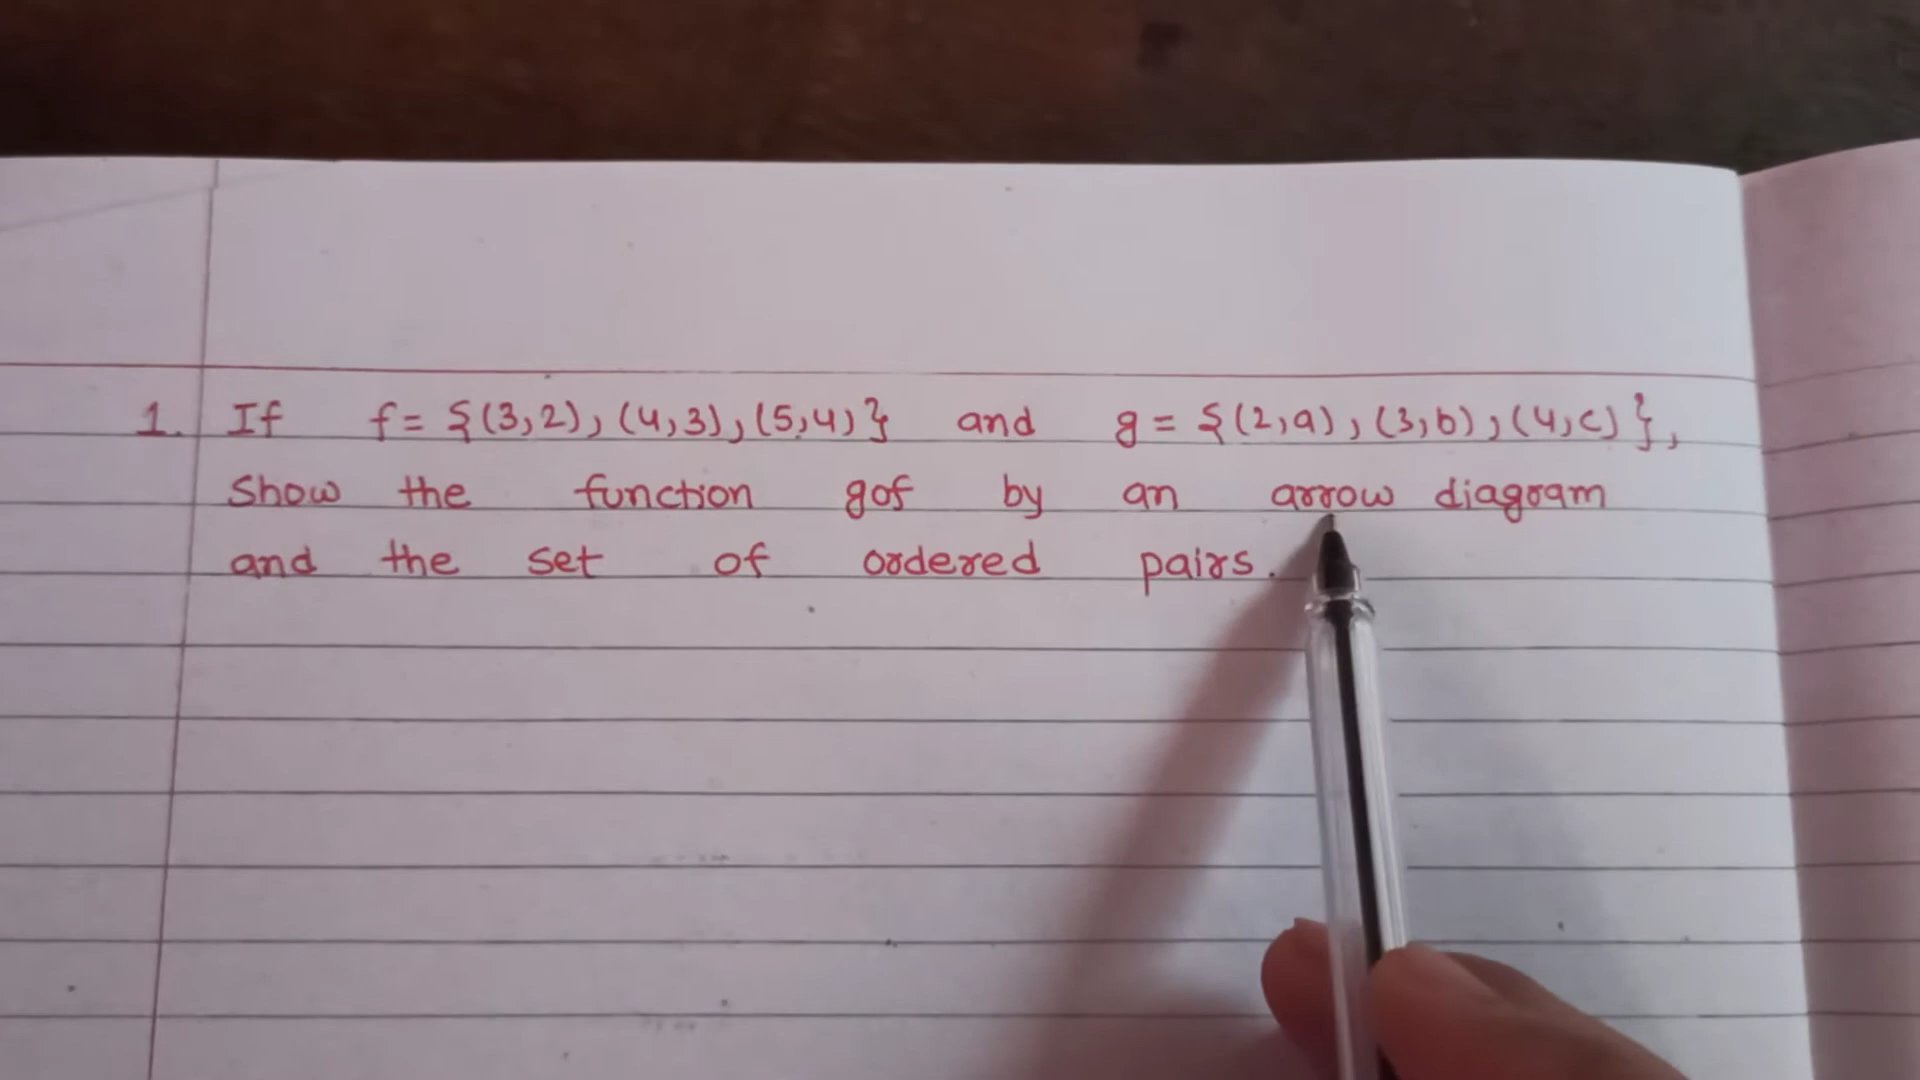 1. If f = {(3,2), (4,3), (5,4)} and g = {(2,a), (3,b), (4,c)},
Show the function gof by an arrow diagram
and the set of ordered pairs.